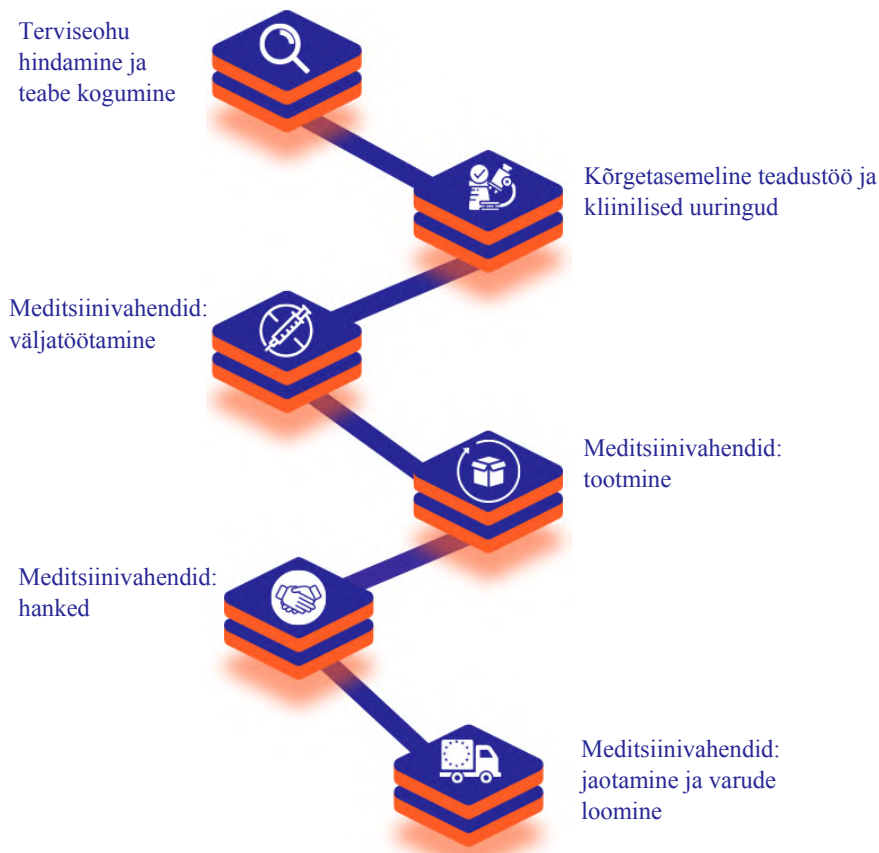 Terviseohu
hindamine ja
teabe kogumine
Kõrgetasemeline teadustöö ja
kliinilised uuringud
Meditsiinivahendid:
väljatöötamine
Meditsiinivahendid:
tootmine
Meditsiinivahendid:
hanked
Meditsiinivahendid:
jaotamine ja varude
loomine